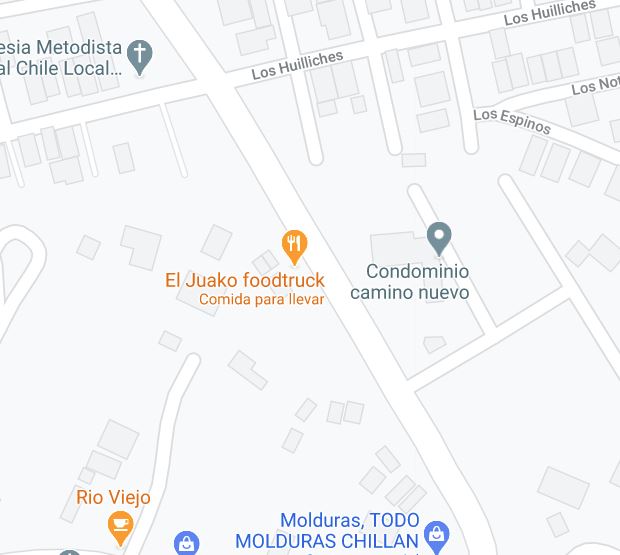 Los Huilliches
esia Metodista
al Chile Local...
Los Huilliches
Los Not
Los Espinos
El Juako foodtruck
Comida para llevar
Condominio
camino nuevo
Rio Viejo
Molduras, TODO
MOLDURAS CHILLAN